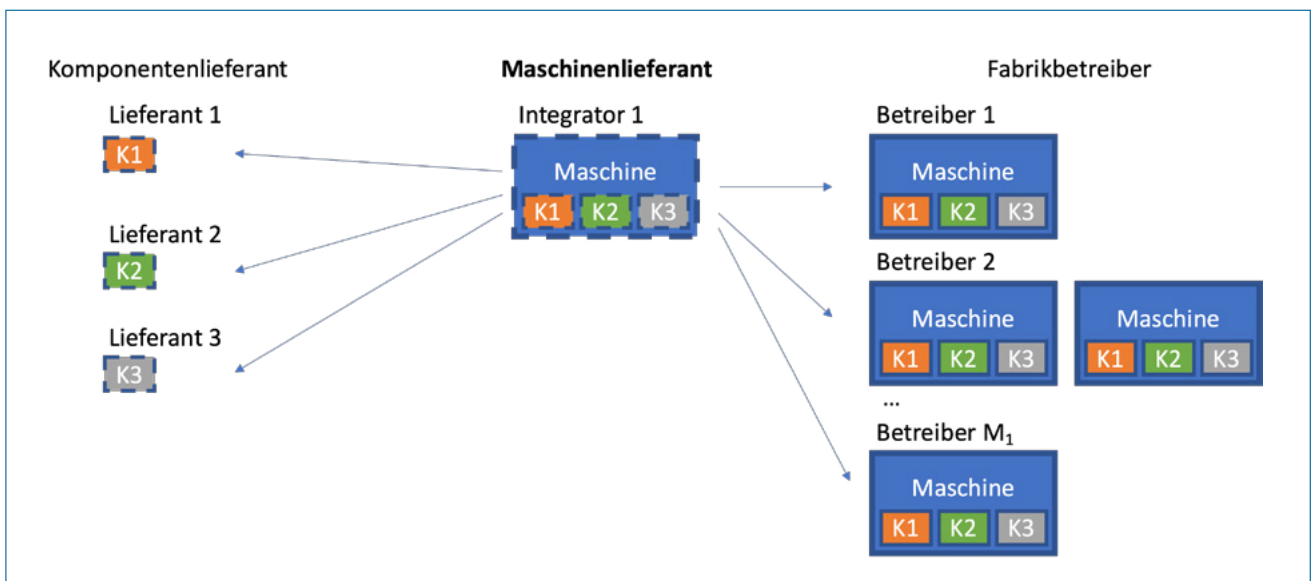 Komponentenlieferant
Lieferant 1
K1
Lieferant 2
K2
Lieferant 3
K3
Maschinenlieferant
Integrator 1
Maschine
K1 K2 K3
Fabrikbetreiber
Betreiber 1
Maschine
K1 K2 K3
Betreiber 2
Maschine
K1 K2 K3
Maschine
K1 K2 K3
...
Betreiber M₁
Maschine
K1 K2 K3